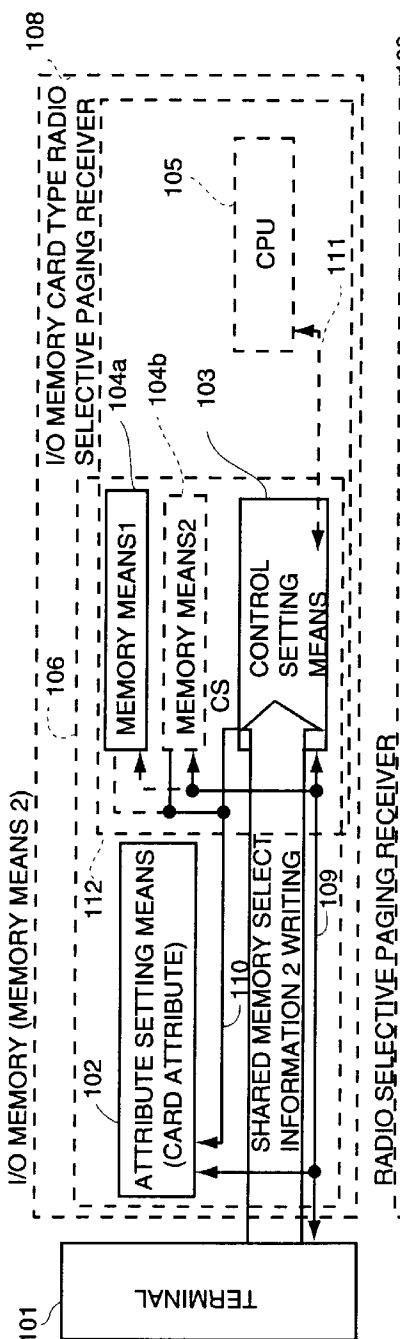 I/O MEMORY (MEMORY MEANS 2)
108
I/O MEMORY CARD TYPE RADIO
SELECTIVE PAGING RECEIVER
106
101
TERMINAL
102
ATTRIBUTE SETTING MEANS
(CARD ATTRIBUTE)
112
104a
MEMORY MEANS1
104b
MEMORY MEANS2
105
CPU
CS
103
CONTROL
SETTING
MEANS
111
110
SHARED MEMORY SELECT
INFORMATION 2 WRITING
109
RADIO SELECTIVE PAGING RECEIVER